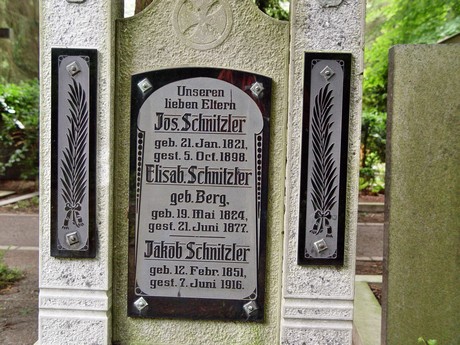 Unseren
lieben Eltern
Jos. Schnitzler
geb. 21. Jan. 1821,
gest. 5. Oct. 1898.
Elisab. Schnitzler
geb. Berg,
geb. 19. Mai 1824,
gest. 21. Juni 1877.
Jakob Schnitzler
geb. 12. Febr. 1851,
gest. 7. Juni 1916.